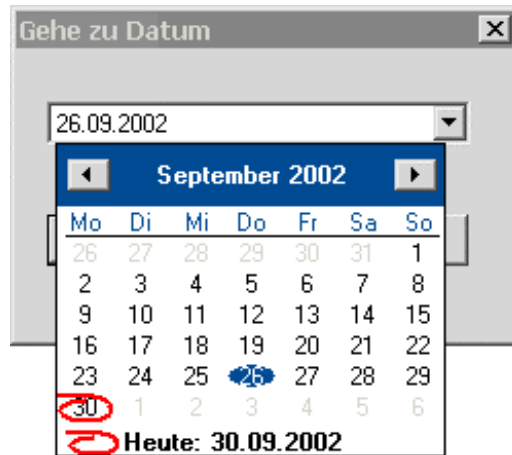 Gehe zu Datum
26.09.2002
September 2002
Mo Di Mi Do Fr Sa So
26 27 28 29 30 31 1
2 3 4 5 6 7 8
9 10 11 12 13 14 15
16 17 18 19 20 21 22
23 24 25 26 27 28 29
30 1 2 3 4 5 6
Heute: 30.09.2002